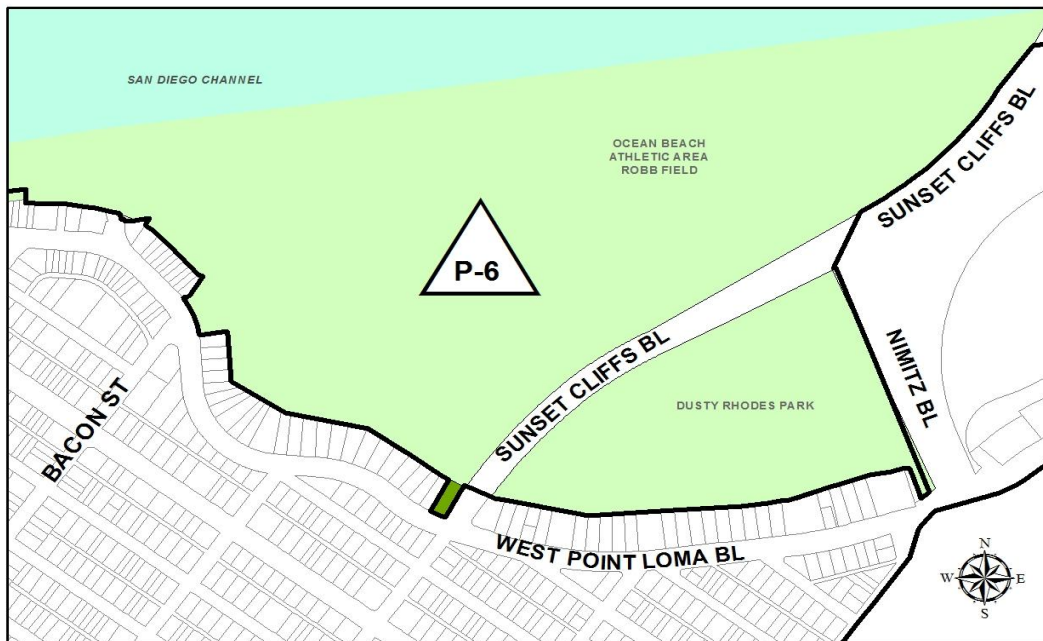 SAN DIEGO CHANNEL
OCEAN BEACH
ATHLETIC AREA
ROBB FIELD
SUNSET CLIFFS BL
P-6
SUNSET CLIFFS BL
NIMITZ BL
DUSTY RHODES PARK
BACON ST
WEST POINT LOMA BL
N
W
E
S